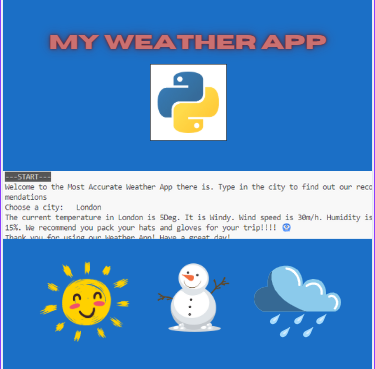 MY WEATHER APP
---START---
Welcome to the Most Accurate Weather App there is. Type in the city to find out our reco
mendations
Choose a city: London
The current temperature in London is 5Deg. It is Windy. Wind speed is 30m/h. Humidity is
15%. We recommend you pack your hats and gloves for your trip!!!! 🥶
Thank you for using our Weather App! Have a great day!